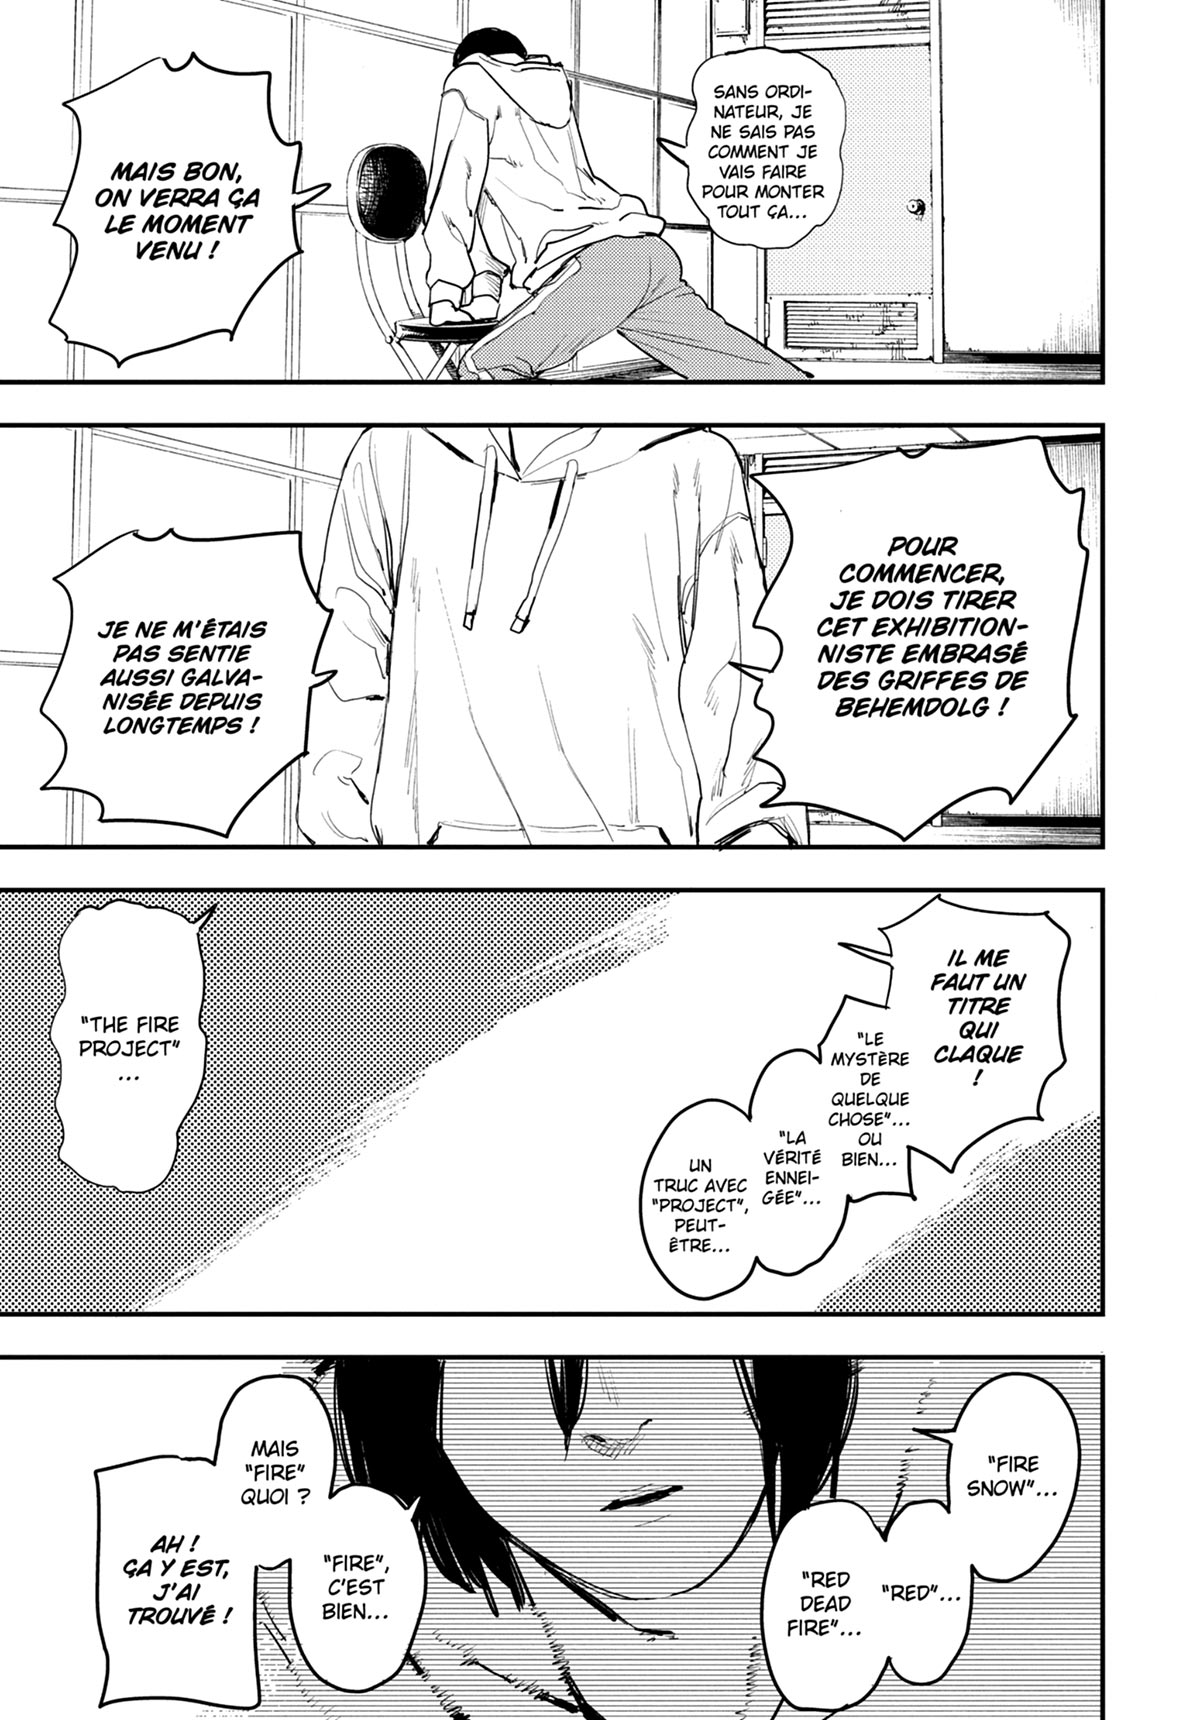 SANS ORDI-
NATEUR, JE
NE SAIS PAS
COMMENT JE
VAIS FAIRE
POUR MONTER
TOUT ÇA...
MAIS BON,
ON VERRA ÇA
LE MOMENT
VENU !
POUR
COMMENCER,
JE DOIS TIRER
CET EXHIBITION-
NISTE EMBRASÉ
DES GRIFFES DE
BEHEMDOLG !
JE NE M'ÉTAIS
PAS SENTIE
AUSSI GALVA-
NISÉE DEPUIS
LONGTEMPS !
IL ME
FAUT UN
TITRE
QUI
CLAQUE
!
"LE
MYSTÈRE
DE
QUELQUE
CHOSE"...
OU
BIEN...
"LA
VÉRITÉ
ENNEI-
GÉE"...
UN
TRUC AVEC
"PROJECT",
PEUT-
ÊTRE...
"THE FIRE
PROJECT"
...
"FIRE
SNOW"...
"RED"...
"RED
DEAD
FIRE"...
"FIRE",
C'EST
BIEN...
MAIS
"FIRE"
QUOI ?
AH !
ÇA Y EST,
J'AI
TROUVÉ !